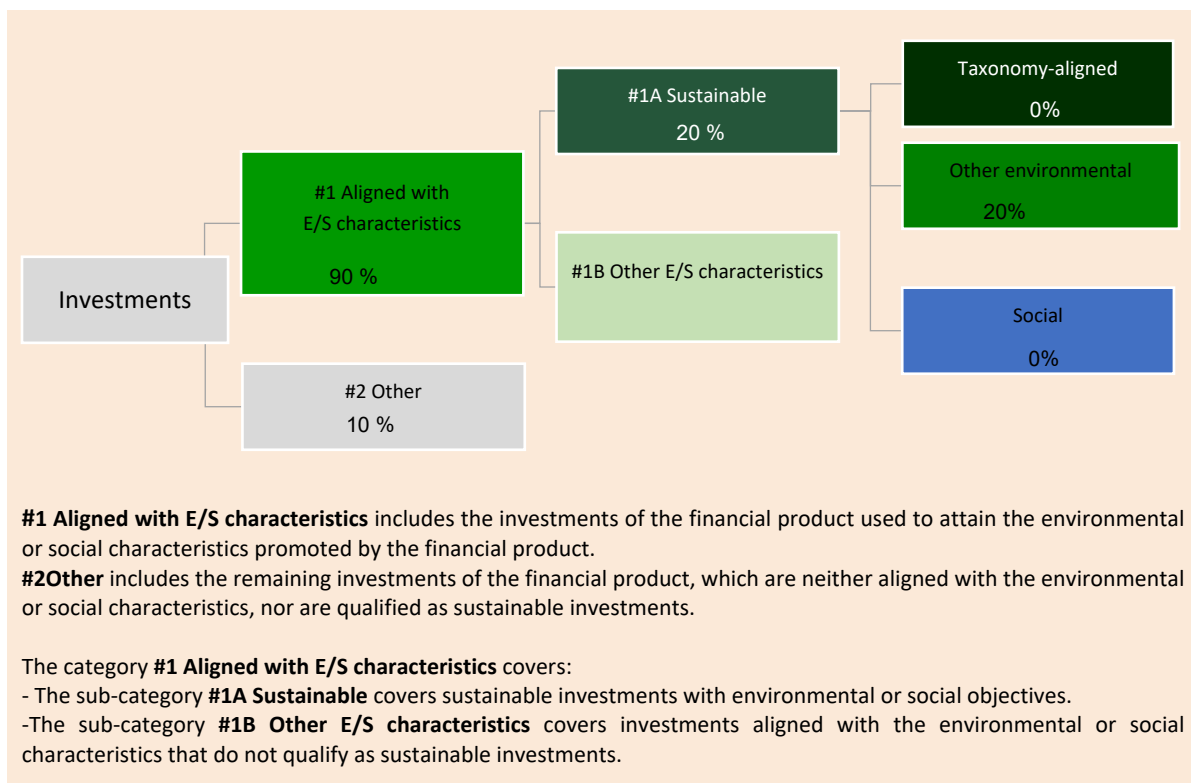 Taxonomy-aligned
0%
#1A Sustainable
20 %
Other environmental
20%
#1 Aligned with
E/S characteristics
90 %
#1B Other E/S characteristics
Investments
Social
0%
#2 Other
10 %
#1 Aligned with E/S characteristics includes the investments of the financial product used to attain the environmental
or social characteristics promoted by the financial product.
#2Other includes the remaining investments of the financial product, which are neither aligned with the environmental
or social characteristics, nor are qualified as sustainable investments.
The category #1 Aligned with E/S characteristics covers:
- The sub-category #1A Sustainable covers sustainable investments with environmental or social objectives.
-The sub-category #1B Other E/S characteristics covers investments aligned with the environmental or social
characteristics that do not qualify as sustainable investments.